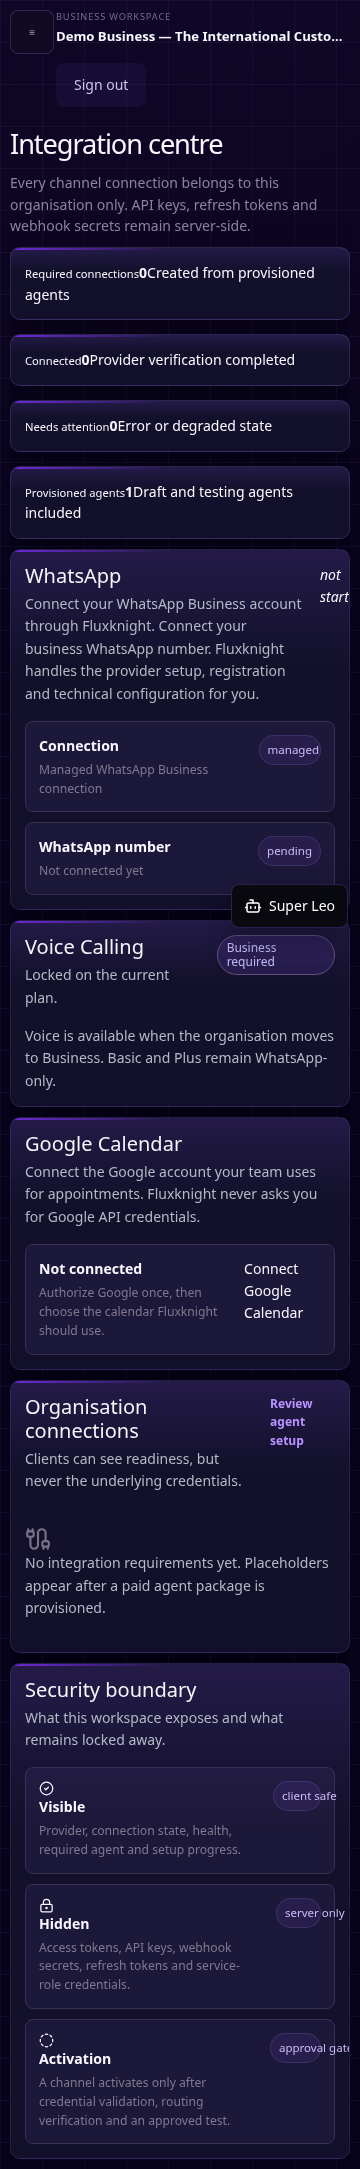 BUSINESS WORKSPACE
Demo Business — The International Custo...
Sign out
Integration centre
Every channel connection belongs to this
organisation only. API keys, refresh tokens and
webhook secrets remain server-side.
Required connections0Created from provisioned
agents
Connected0Provider verification completed
Needs attention0Error or degraded state
Provisioned agents1Draft and testing agents
included
WhatsApp
not
start
Connect your WhatsApp Business account
through Fluxknight. Connect your
business WhatsApp number. Fluxknight
handles the provider setup, registration
and technical configuration for you.
Connection
managed
Managed WhatsApp Business
connection
WhatsApp number
pending
Not connected yet
Super Leo
Voice Calling
Business
required
Locked on the current
plan.
Voice is available when the organisation moves
to Business. Basic and Plus remain WhatsApp-
only.
Google Calendar
Connect the Google account your team uses
for appointments. Fluxknight never asks you
for Google API credentials.
Not connected
Authorize Google once, then
choose the calendar Fluxknight
should use.
Connect
Google
Calendar
Organisation
connections
Review
agent
setup
Clients can see readiness, but
never the underlying credentials.
No integration requirements yet. Placeholders
appear after a paid agent package is
provisioned.
Security boundary
What this workspace exposes and what
remains locked away.
Visible
client safe
Provider, connection state, health,
required agent and setup progress.
Hidden
server only
Access tokens, API keys, webhook
secrets, refresh tokens and service-
role credentials.
Activation
approval gate
A channel activates only after
credential validation, routing
verification and an approved test.